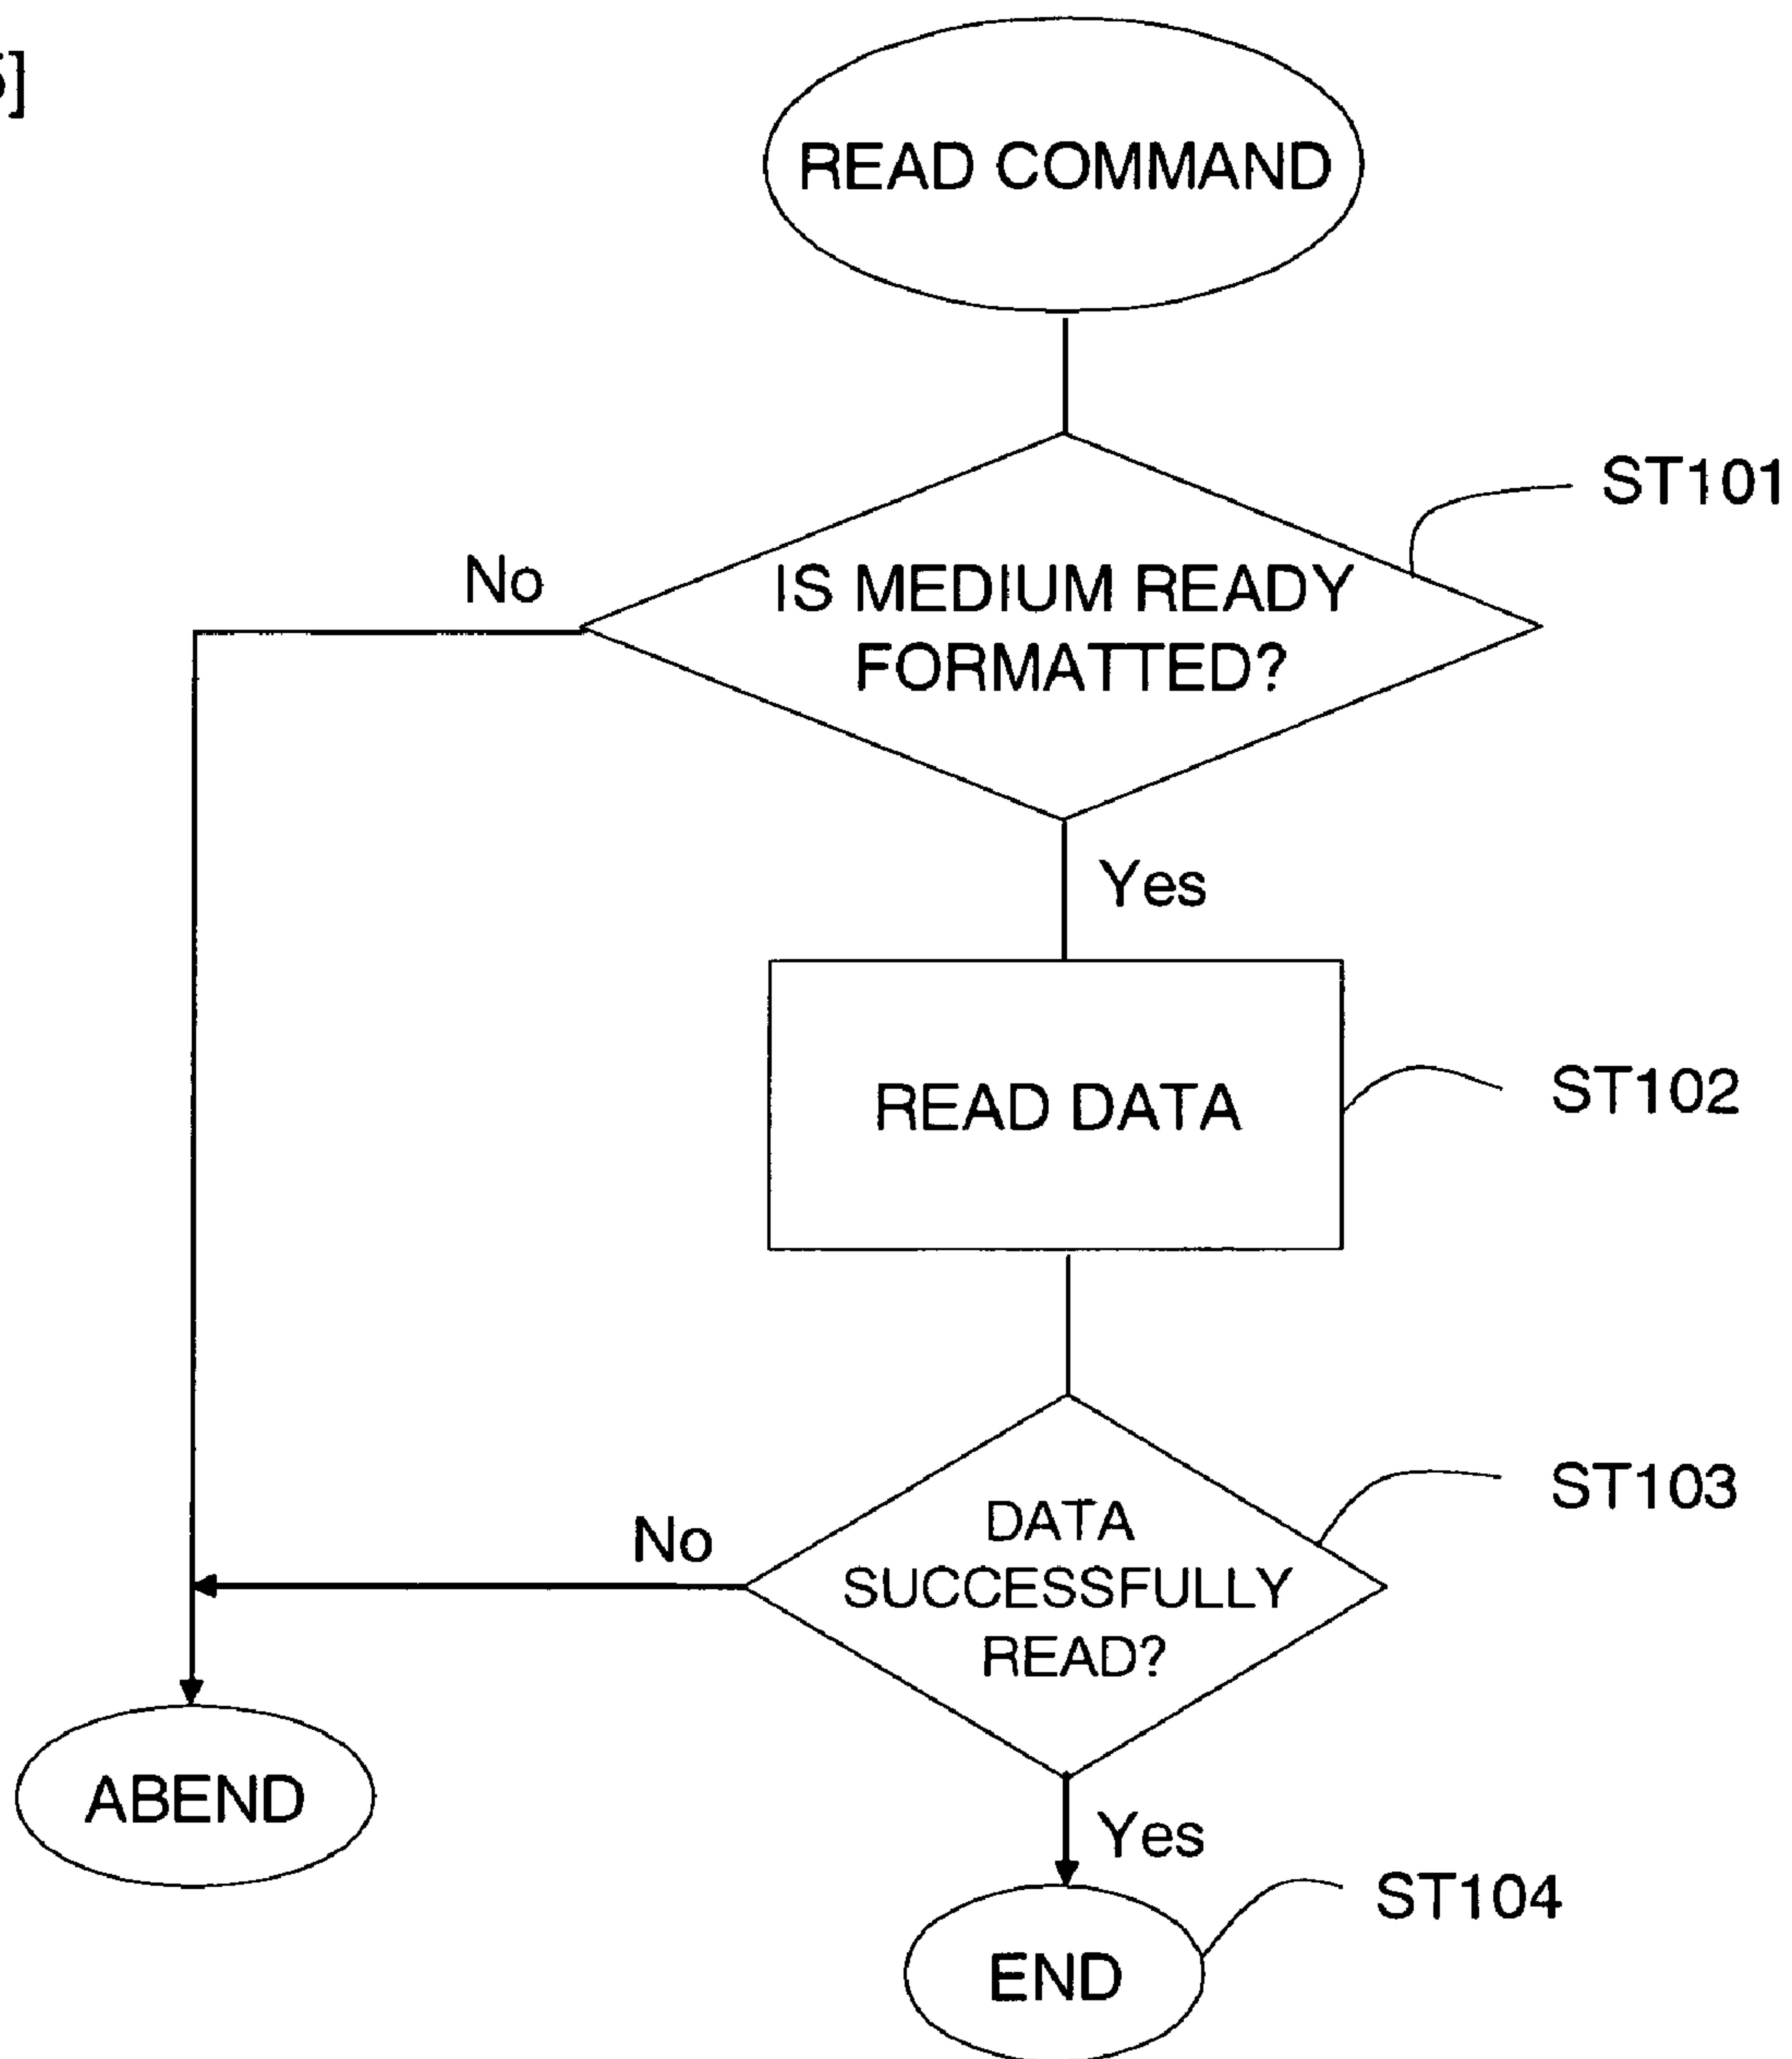 5]
READ COMMAND
ST101
No
IS MEDIUM READY
FORMATTED?
Yes
READ DATA
ST102
ST103
No
DATA
SUCCESSFULLY
READ?
ABEND
Yes
ST104
END